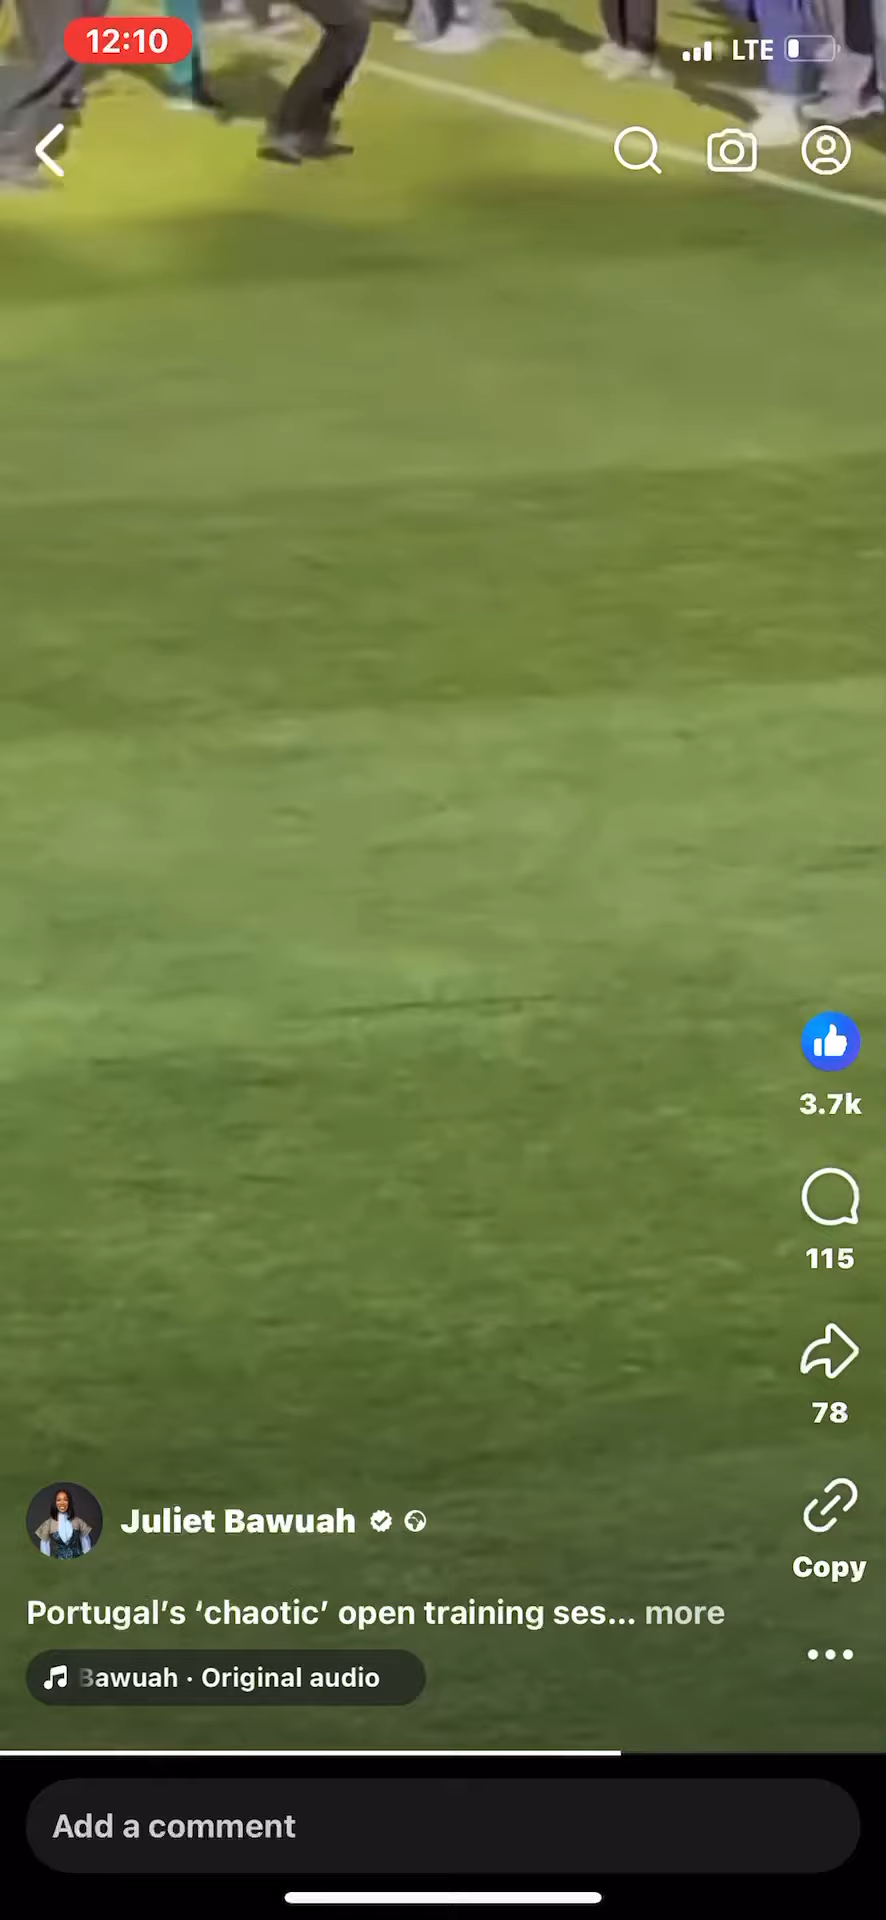 12:10
LTE
3.7k
115
78
Copy
Juliet Bawuah
Portugal’s ‘chaotic’ open training ses... more
Bawuah · Original audio
Add a comment